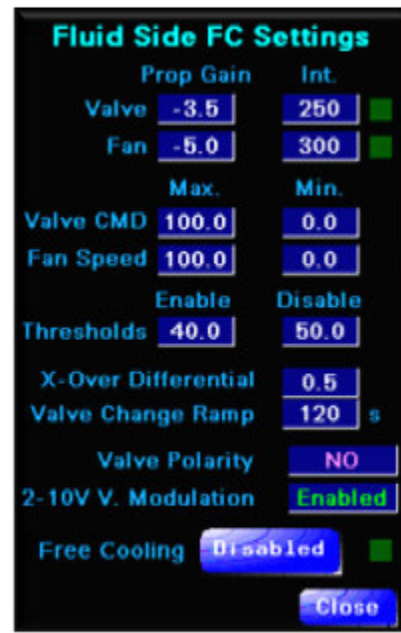 Fluid Side FC Settings
Prop Gain Int.
Valve -3.5 250
Fan -5.0 300
Max. Min.
Valve CMD 100.0 0.0
Fan Speed 100.0 0.0
Enable Disable
Thresholds 40.0 50.0
X-Over Differential 0.5
Valve Change Ramp 120 s
Valve Polarity NO
2-10V V. Modulation Enabled
Free Cooling Disabled
Close